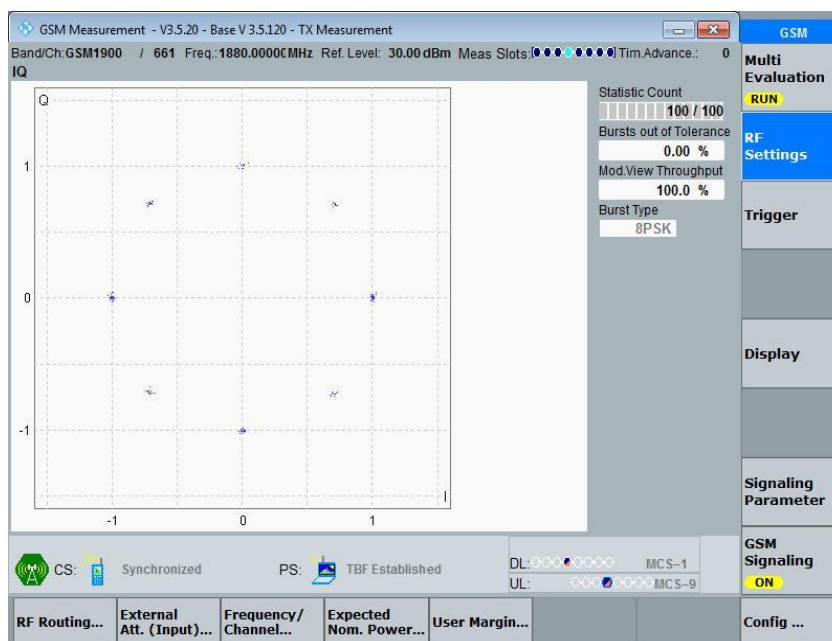 GSM Measurement - V3.5.20 - Base V 3.5.120 - TX Measurement
GSM
Band/Ch:GSM1900 / 661 Freq.:1880.0000MHz Ref. Level: 30.00 dBm Meas Slots: Tim.Advance.: 0
IQ
Multi
Evaluation
RUN
Q
Statistic Count
100 / 100
Bursts out of Tolerance
0.00 %
Mod.View Throughput
100.0 %
Burst Type
8PSK
RF
Settings
Trigger
Display
1
0
-1
I
-1 0 1
Signaling
Parameter
GSM
Signaling
ON
CS: Synchronized PS: TBF Established
DL: MCS-1
UL: MCS-9
RF Routing...
External
Att. (Input)...
Frequency/
Channel...
Expected
Nom. Power...
User Margin...
Config ...